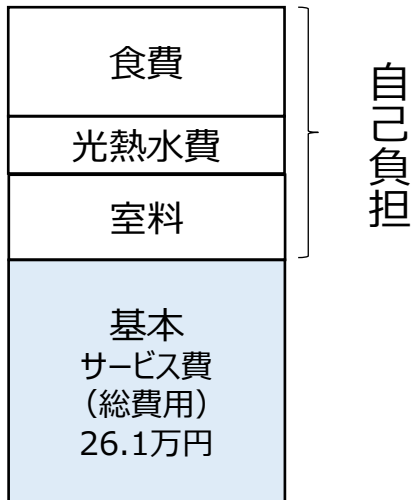 食費
光熱水費
室料
自己負担
基本
サービス費
（総費用）
26.1万円